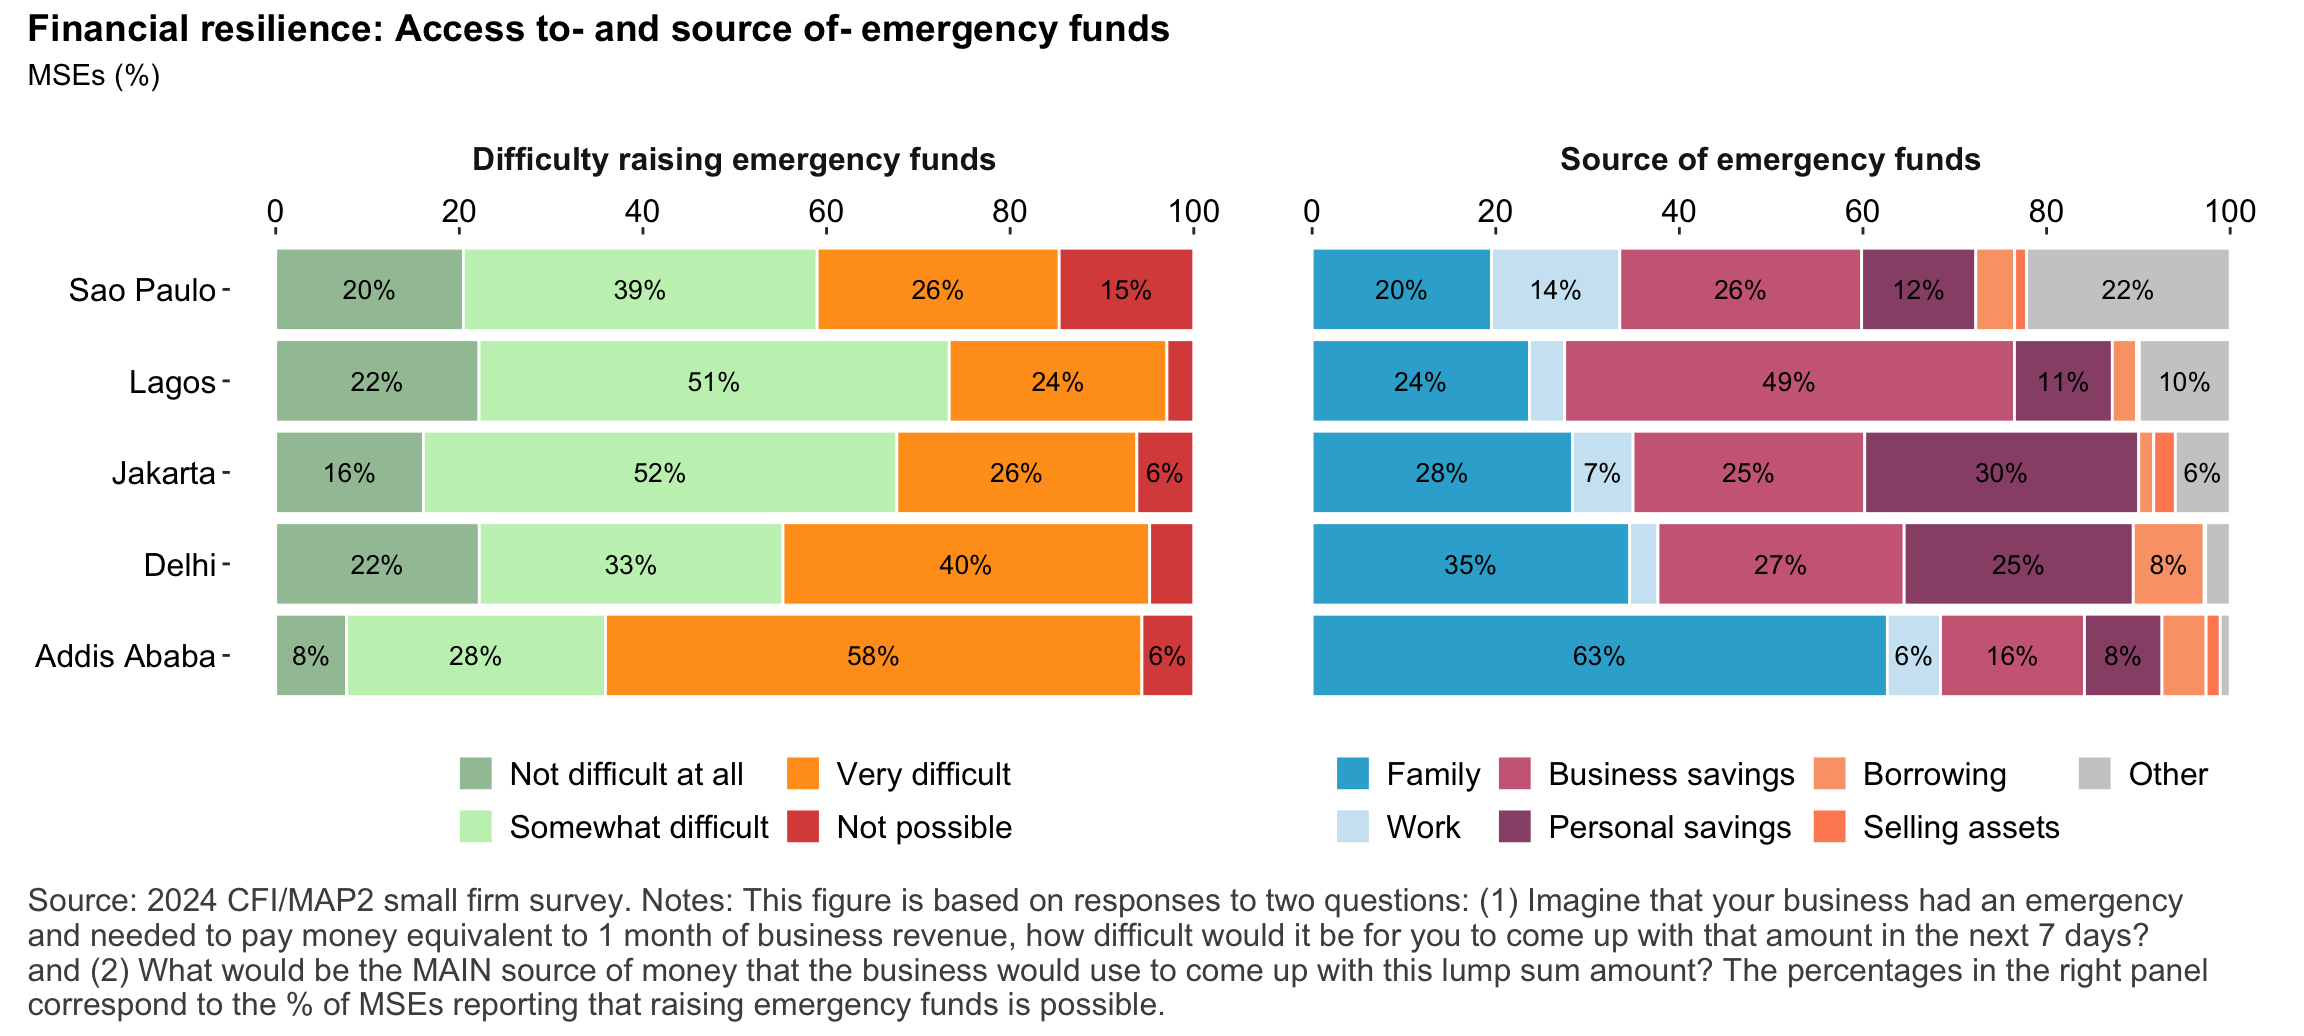 Financial resilience: Access to- and source of- emergency funds
MSEs (%)
Difficulty raising emergency funds
0 20 40 60 80 100
Sao Paulo 20% 39% 26% 15%
Lagos 22% 51% 24%
Jakarta 16% 52% 26% 6%
Delhi 22% 33% 40%
Addis Ababa 8% 28% 58% 6%
Not difficult at all Very difficult
Somewhat difficult Not possible
Source of emergency funds
0 20 40 60 80 100
20% 14% 26% 12% 22%
24% 49% 11% 10%
28% 7% 25% 30% 6%
35% 27% 25% 8%
63% 6% 16% 8%
Family Business savings Borrowing Other
Work Personal savings Selling assets
Source: 2024 CFI/MAP2 small firm survey. Notes: This figure is based on responses to two questions: (1) Imagine that your business had an emergency
and needed to pay money equivalent to 1 month of business revenue, how difficult would it be for you to come up with that amount in the next 7 days?
and (2) What would be the MAIN source of money that the business would use to come up with this lump sum amount? The percentages in the right panel
correspond to the % of MSEs reporting that raising emergency funds is possible.